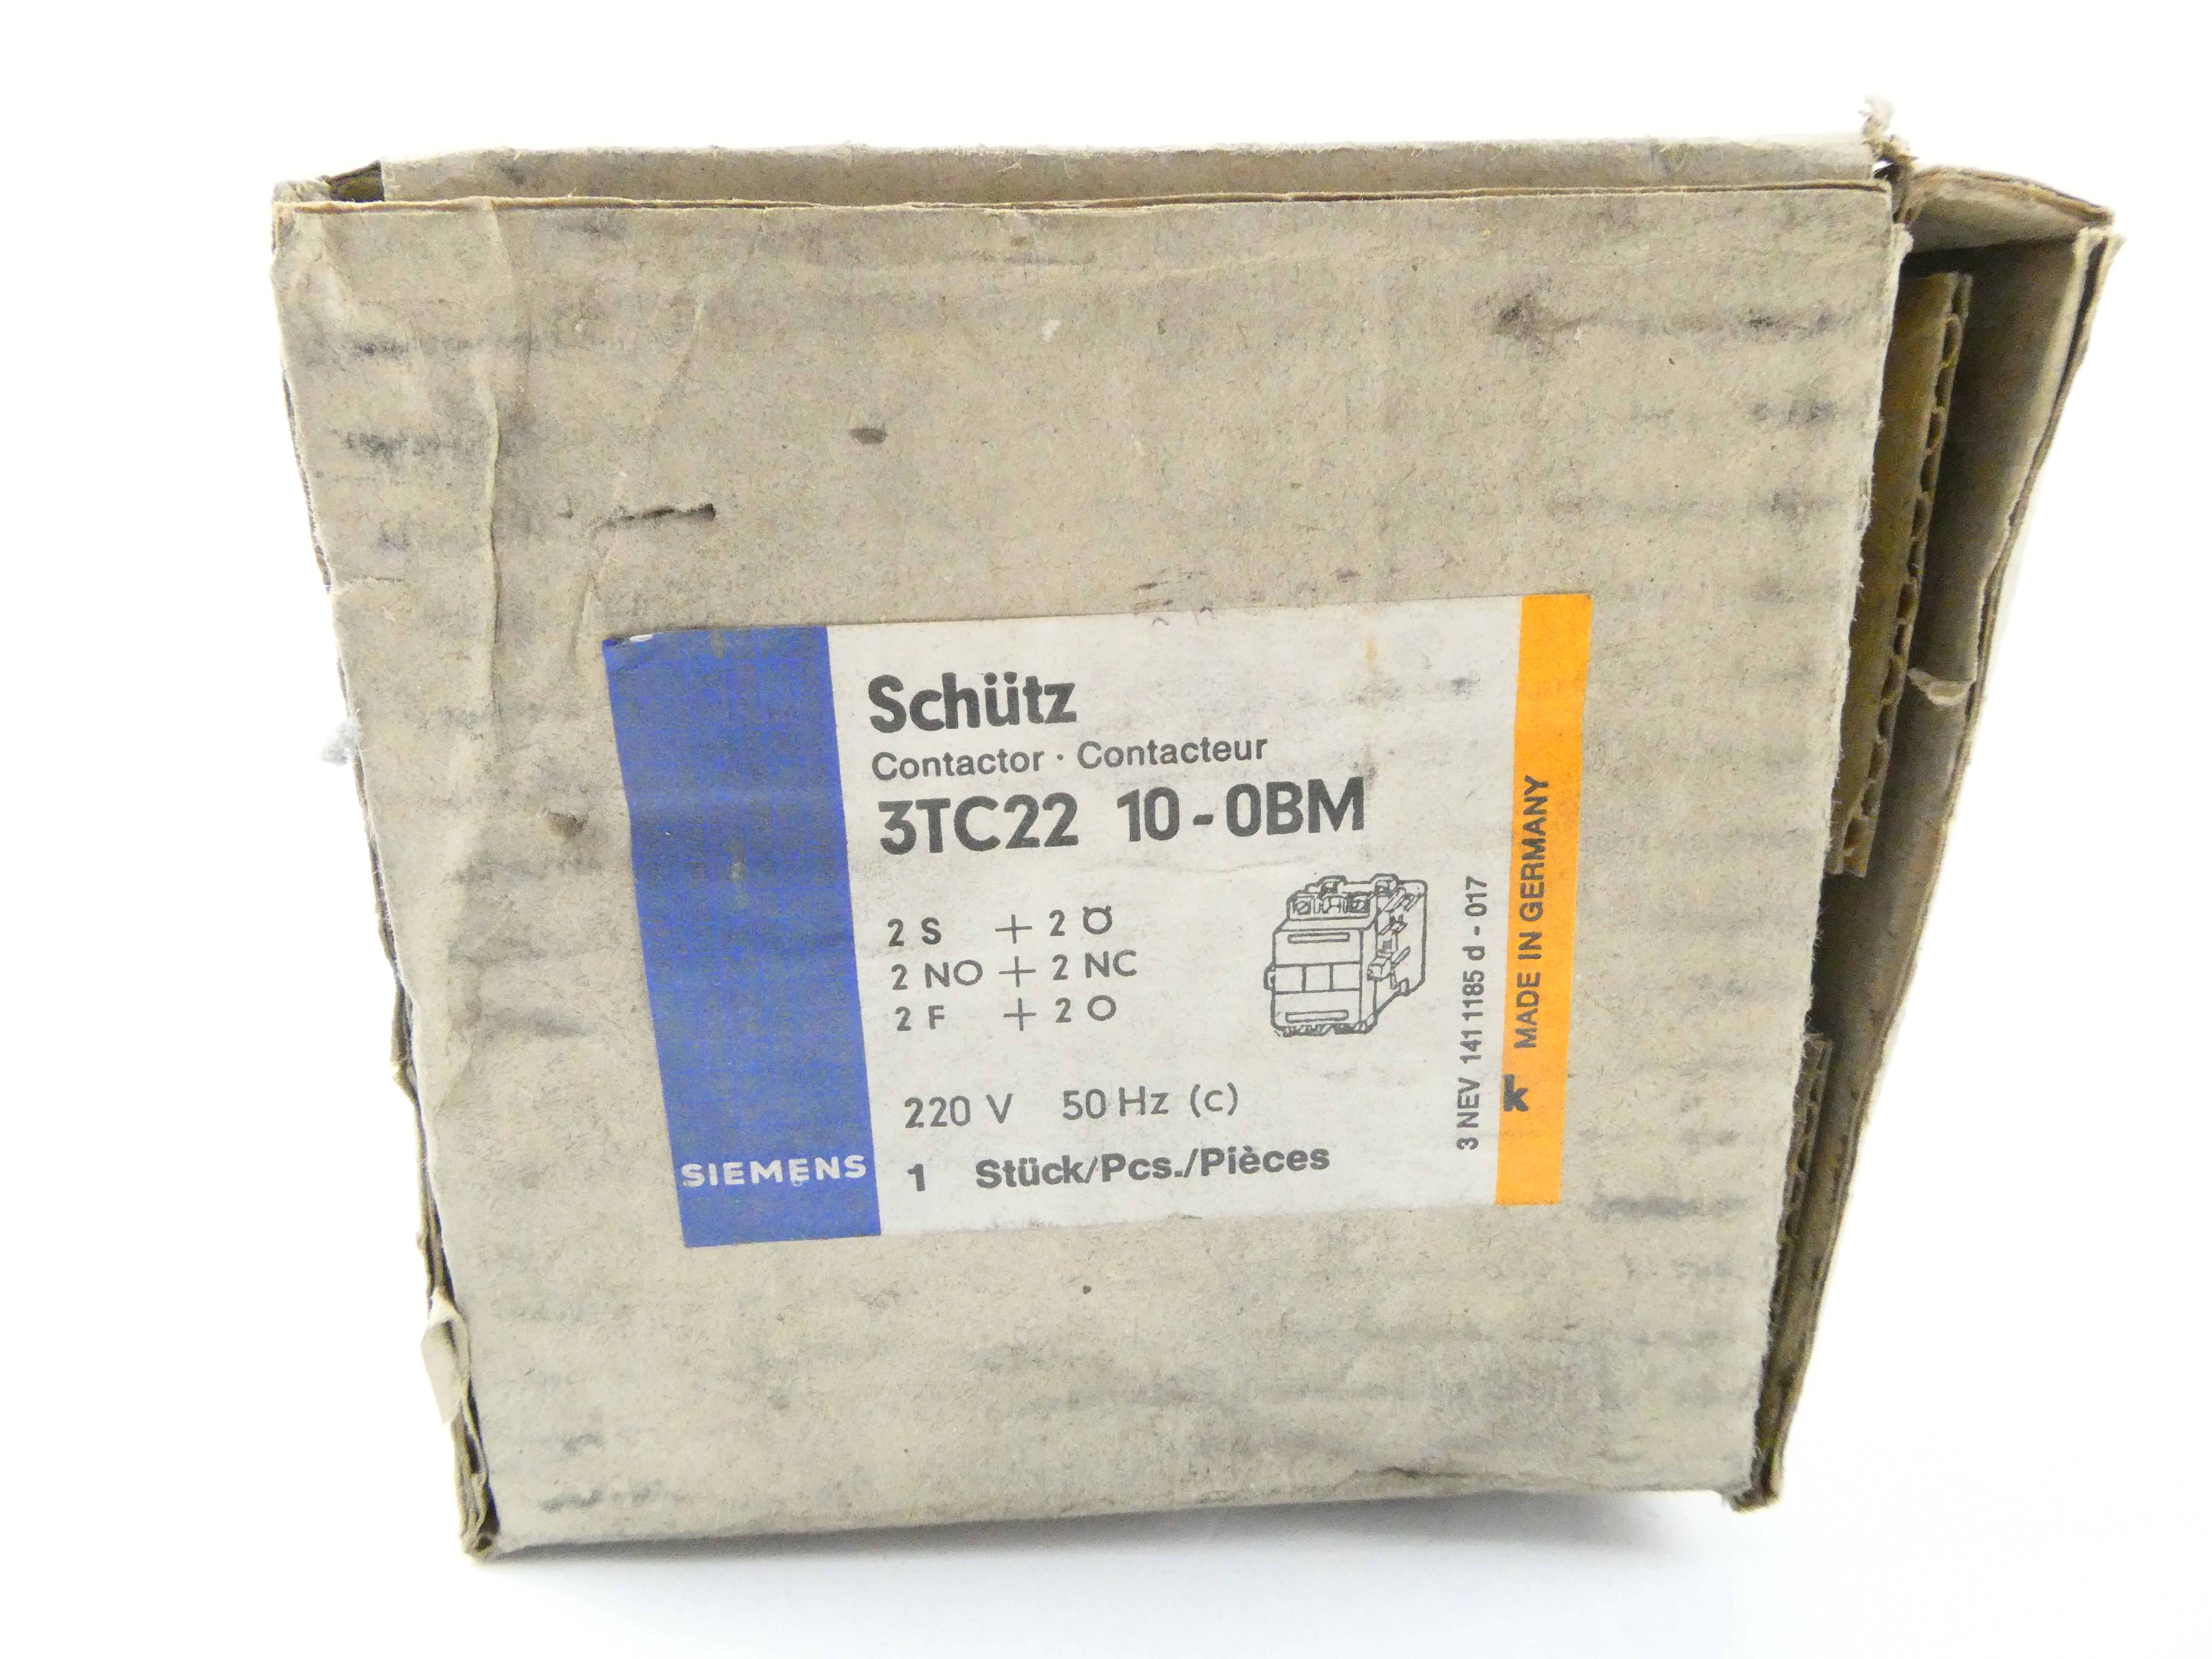 Schütz
Contactor · Contacteur
3TC22 10-0BM
2 S + 2 Ö
2 NO + 2 NC
2 F + 2 O
220 V 50 Hz (c)
1 Stück/Pcs./Pièces
SIEMENS
3 NEV 141 1185 d - 017
MADE IN GERMANY